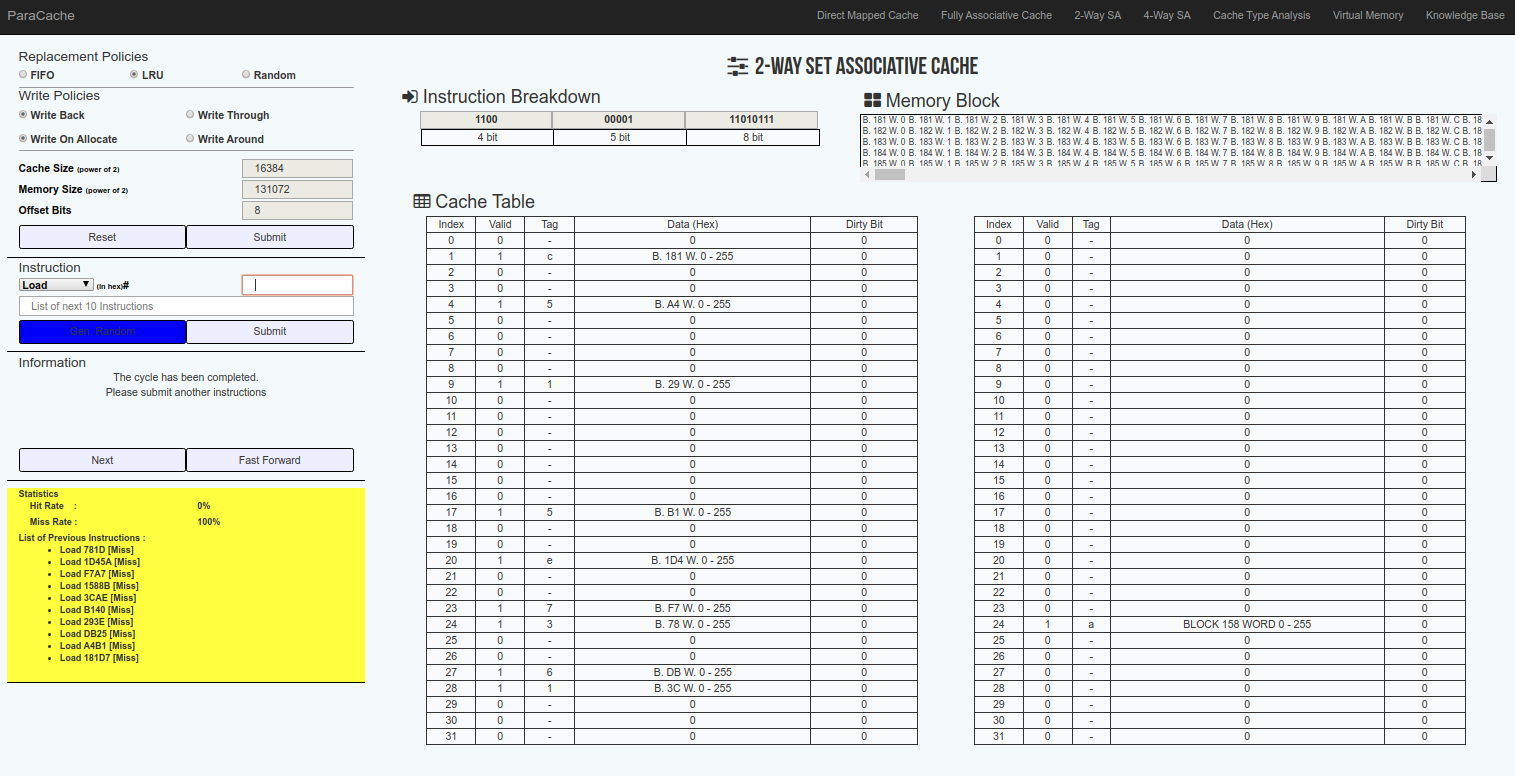 ParaCache Direct Mapped Cache Fully Associative Cache 2-Way SA 4-Way SA Cache Type Analysis Virtual Memory Knowledge Base
Replacement Policies
FIFO LRU Random
Write Policies
Write Back Write Through
Write On Allocate Write Around
Cache Size (power of 2) 16384
Memory Size (power of 2) 131072
Offset Bits 8
Reset Submit
Instruction
Load (in hex)#
List of next 10 Instructions
Gen. Random Submit
Information
The cycle has been completed.
Please submit another instructions
Next Fast Forward
Statistics
Hit Rate : 0%
Miss Rate : 100%
List of Previous Instructions :
Load 781D [Miss]
Load 1D45A [Miss]
Load F7A7 [Miss]
Load 1588B [Miss]
Load 3CAE [Miss]
Load B140 [Miss]
Load 293E [Miss]
Load DB25 [Miss]
Load A4B1 [Miss]
Load 181D7 [Miss]
2-WAY SET ASSOCIATIVE CACHE
Instruction Breakdown
1100 00001 11010111
4 bit 5 bit 8 bit
Memory Block
B. 181 W. 0 B. 181 W. 1 B. 181 W. 2 B. 181 W. 3 B. 181 W. 4 B. 181 W. 5 B. 181 W. 6 B. 181 W. 7 B. 181 W. 8 B. 181 W. 9 B. 181 W. A B. 181 W. B B. 181 W. C B. 18
B. 182 W. 0 B. 182 W. 1 B. 182 W. 2 B. 182 W. 3 B. 182 W. 4 B. 182 W. 5 B. 182 W. 6 B. 182 W. 7 B. 182 W. 8 B. 182 W. 9 B. 182 W. A B. 182 W. B B. 182 W. C B. 18
B. 183 W. 0 B. 183 W. 1 B. 183 W. 2 B. 183 W. 3 B. 183 W. 4 B. 183 W. 5 B. 183 W. 6 B. 183 W. 7 B. 183 W. 8 B. 183 W. 9 B. 183 W. A B. 183 W. B B. 183 W. C B. 18
B. 184 W. 0 B. 184 W. 1 B. 184 W. 2 B. 184 W. 3 B. 184 W. 4 B. 184 W. 5 B. 184 W. 6 B. 184 W. 7 B. 184 W. 8 B. 184 W. 9 B. 184 W. A B. 184 W. B B. 184 W. C B. 18
B. 185 W. 0 B. 185 W. 1 B. 185 W. 2 B. 185 W. 3 B. 185 W. 4 B. 185 W. 5 B. 185 W. 6 B. 185 W. 7 B. 185 W. 8 B. 185 W. 9 B. 185 W. A B. 185 W. B B. 185 W. C B. 18
Cache Table
Index Valid Tag Data (Hex) Dirty Bit
0 0 - 0 0
1 1 c B. 181 W. 0 - 255 0
2 0 - 0 0
3 0 - 0 0
4 1 5 B. A4 W. 0 - 255 0
5 0 - 0 0
6 0 - 0 0
7 0 - 0 0
8 0 - 0 0
9 1 1 B. 29 W. 0 - 255 0
10 0 - 0 0
11 0 - 0 0
12 0 - 0 0
13 0 - 0 0
14 0 - 0 0
15 0 - 0 0
16 0 - 0 0
17 1 5 B. B1 W. 0 - 255 0
18 0 - 0 0
19 0 - 0 0
20 1 e B. 1D4 W. 0 - 255 0
21 0 - 0 0
22 0 - 0 0
23 1 7 B. F7 W. 0 - 255 0
24 1 3 B. 78 W. 0 - 255 0
25 0 - 0 0
26 0 - 0 0
27 1 6 B. DB W. 0 - 255 0
28 1 1 B. 3C W. 0 - 255 0
29 0 - 0 0
30 0 - 0 0
31 0 - 0 0
Index Valid Tag Data (Hex) Dirty Bit
0 0 - 0 0
1 0 - 0 0
2 0 - 0 0
3 0 - 0 0
4 0 - 0 0
5 0 - 0 0
6 0 - 0 0
7 0 - 0 0
8 0 - 0 0
9 0 - 0 0
10 0 - 0 0
11 0 - 0 0
12 0 - 0 0
13 0 - 0 0
14 0 - 0 0
15 0 - 0 0
16 0 - 0 0
17 0 - 0 0
18 0 - 0 0
19 0 - 0 0
20 0 - 0 0
21 0 - 0 0
22 0 - 0 0
23 0 - 0 0
24 1 a BLOCK 158 WORD 0 - 255 0
25 0 - 0 0
26 0 - 0 0
27 0 - 0 0
28 0 - 0 0
29 0 - 0 0
30 0 - 0 0
31 0 - 0 0